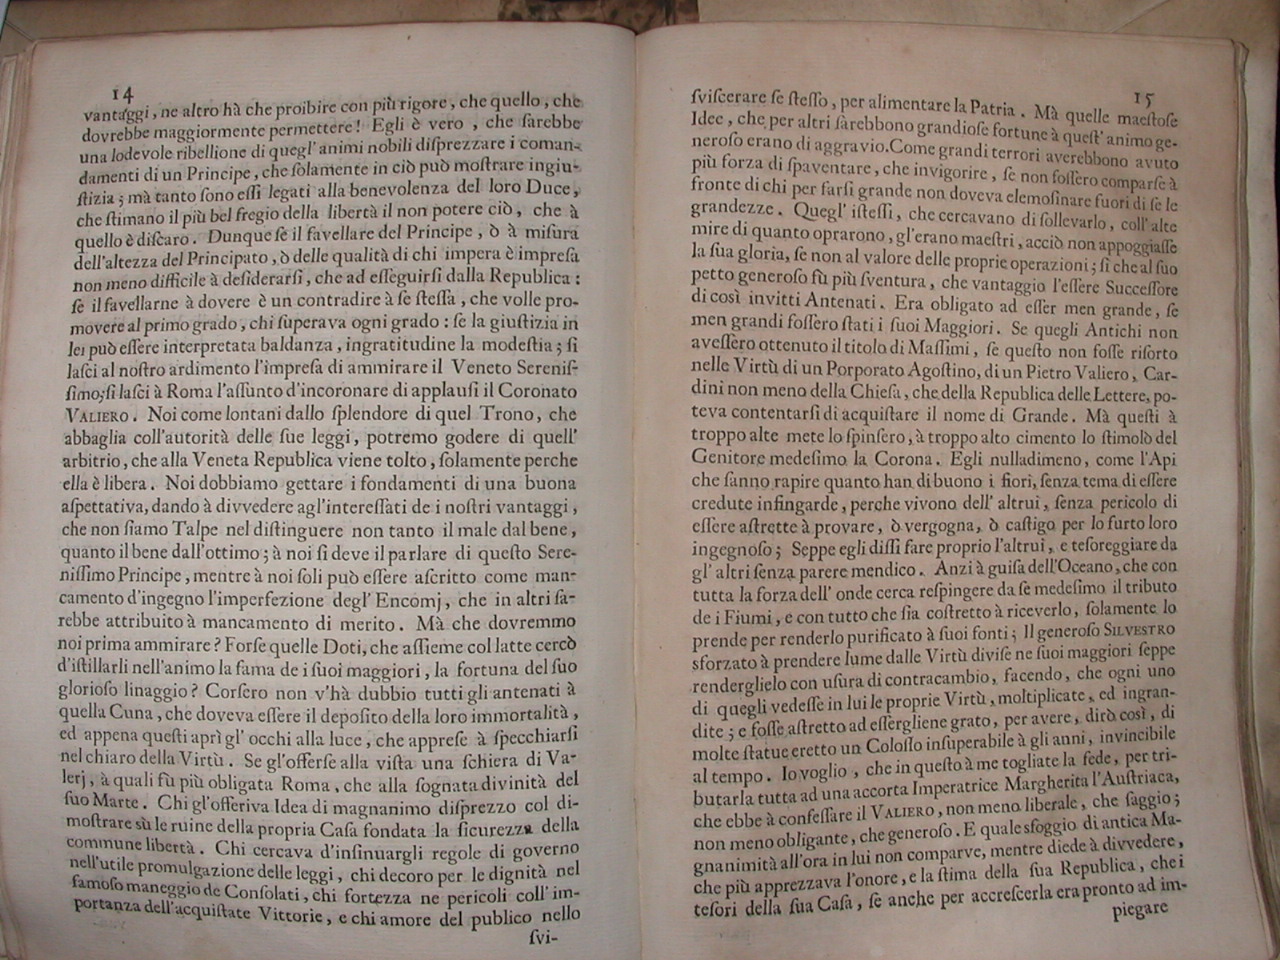 14
vantaggi, ne altro hà che proibire con più rigore, che quello, che
dovrebbe maggiormente permettere! Egli è vero, che ſarebbe
una lodevole ribellione di quegl' animi nobili diſprezzare i coman-
damenti di un Principe, che ſolamente in ciò può moſtrare ingiu-
ſtizia; mà tanto ſono eſſi legati alla benevolenza del loro Duce,
che ſtimano il più bel fregio della libertà il non potere ciò, che à
quello è diſcaro. Dunque ſe il favellare del Principe, ò à miſura
dell'altezza del Principato, ò delle qualità di chi impera è impreſa
non meno difficile à deſiderarſi, che ad eſſeguirſi dalla Republica:
ſe il favellarne à dovere è un contradire à ſe ſteſſa, che volle pro-
movere al primo grado, chi ſuperava ogni grado: ſe la giuſtizia in
lei può eſſere interpretata baldanza, ingratitudine la modeſtia; ſi
laſci al noſtro ardimento l'impreſa di ammirare il Veneto Sereniſ-
ſimo; ſi laſci à Roma l'aſſunto d'incoronare di applauſi il Coronato
VALIERO. Noi come lontani dallo ſplendore di quel Trono, che
abbaglia coll'autorità delle ſue leggi, potremo godere di quell'
arbitrio, che alla Veneta Republica viene tolto, ſolamente perche
ella è libera. Noi dobbiamo gettare i fondamenti di una buona
aſpettativa, dando à divvedere agl'intereſſati de i noſtri vantaggi,
che non ſiamo Talpe nel diſtinguere non tanto il male dal bene,
quanto il bene dall'ottimo; à noi ſi deve il parlare di queſto Sere-
niſſimo Principe, mentre à noi ſoli può eſſere aſcritto come man-
camento d'ingegno l'imperfezione degl'Encomj, che in altri ſa-
rebbe attribuito à mancamento di merito. Mà che dovremmo
noi prima ammirare? Forſe quelle Doti, che aſſieme col latte cercò
d'iſtillarli nell'animo la fama de i ſuoi maggiori, la fortuna del ſuo
glorioſo linaggio? Corſero non v'hà dubbio tutti gli antenati à
quella Cuna, che doveva eſſere il depoſito della loro immortalità,
ed appena queſti aprì gl' occhi alla luce, che appreſe à ſpecchiarſi
nel chiaro della Virtù. Se gl'offerſe alla viſta una ſchiera di Va-
lerj, à quali fù più obligata Roma, che alla ſognata divinità del
ſuo Marte. Chi gl'offeriva Idea di magnanimo diſprezzo col di-
moſtrare sù le ruine della propria Caſa fondata la ſicurezza della
commune libertà. Chi cercava d'inſinuargli regole di governo
nell'utile promulgazione delle leggi, chi decoro per le dignità nel
famoſo maneggio de Conſolati, chi fortezza ne pericoli coll' im-
portanza dell'acquiſtate Vittorie, e chi amore del publico nello
ſvi-
15
ſviſcerare ſe ſteſſo, per alimentare la Patria. Mà quelle maeſtoſe
Idee, che per altri ſarebbono grandioſe fortune à queſt' animo ge-
neroſo erano di aggravio. Come grandi terrori averebbono avuto
più forza di ſpaventare, che invigorire, ſe non foſſero comparſe à
fronte di chi per farſi grande non doveva elemoſinare fuori di ſe le
grandezze. Quegl' iſteſſi, che cercavano di ſollevarlo, coll'alte
mire di quanto oprarono, gl'erano maeſtri, acciò non appoggiaſſe
la ſua gloria, ſe non al valore delle proprie operazioni; ſi che al ſuo
petto generoſo fù più ſventura, che vantaggio l'eſſere Succeſſore
di così invitti Antenati. Era obligato ad eſſer men grande, ſe
men grandi foſſero ſtati i ſuoi Maggiori. Se quegli Antichi non
aveſſero ottenuto il titolo di Maſſimi, ſe queſto non foſſe riſorto
nelle Virtù di un Porporato Agoſtino, di un Pietro Valiero, Car-
dini non meno della Chieſa, che della Republica delle Lettere, po-
teva contentarſi di acquiſtare il nome di Grande. Mà queſti à
troppo alte mete lo ſpinſero, à troppo alto cimento lo ſtimolò del
Genitore medeſimo la Corona. Egli nulladimeno, come l'Api
che ſanno rapire quanto han di buono i fiori, ſenza tema di eſſere
credute infingarde, perche vivono dell' altrui, ſenza pericolo di
eſſere aſtrette à provare, ò vergogna, ò caſtigo per lo furto loro
ingegnoſo; Seppe egli diſſi fare proprio l'altrui, e teſoreggiare da
gl' altri ſenza parere mendico. Anzi à guiſa dell'Oceano, che con
tutta la forza dell' onde cerca reſpingere da ſe medeſimo il tributo
de i Fiumi, e con tutto che ſia coſtretto à riceverlo, ſolamente lo
prende per renderlo purificato à ſuoi fonti; Il generoſo SILVESTRO
sforzato à prendere lume dalle Virtù diviſe ne ſuoi maggiori ſeppe
renderglielo con uſura di contracambio, facendo, che ogni uno
di quegli vedeſſe in lui le proprie Virtù, moltiplicate, ed ingran-
dite; e foſſe aſtretto ad eſſergliene grato, per avere, dirò così, di
molte ſtatue eretto un Coloſſo inſuperabile à gli anni, invincibile
al tempo. Io voglio, che in queſto à me togliate la fede, per tri-
butarla tutta ad una accorta Imperatrice Margherita l'Auſtriaca,
che ebbe à confeſſare il VALIERO, non meno liberale, che ſaggio;
non meno obligante, che generoſo. E quale sfoggio di antica Ma-
gnanimità all'ora in lui non comparve, mentre diede à divvedere,
che più apprezzava l'onore, e la ſtima della ſua Republica, che i
teſori della ſua Caſa, ſe anche per accreſcerla era pronto ad im-
piegare